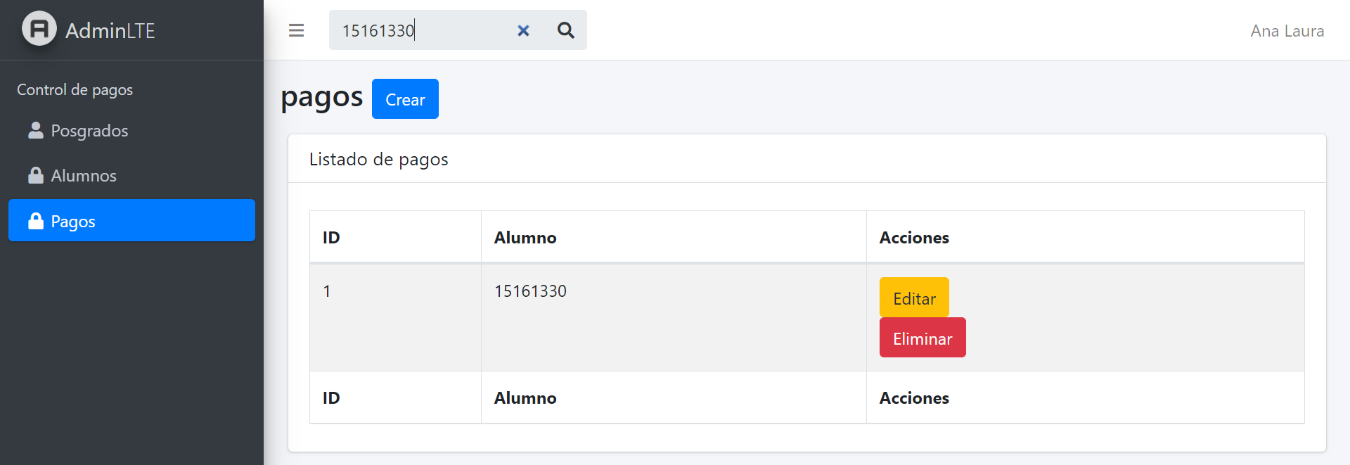 AdminLTE
15161330
Ana Laura
Control de pagos
Posgrados
Alumnos
Pagos
pagos Crear
Listado de pagos
ID Alumno Acciones
1 15161330 Editar
Eliminar
ID Alumno Acciones